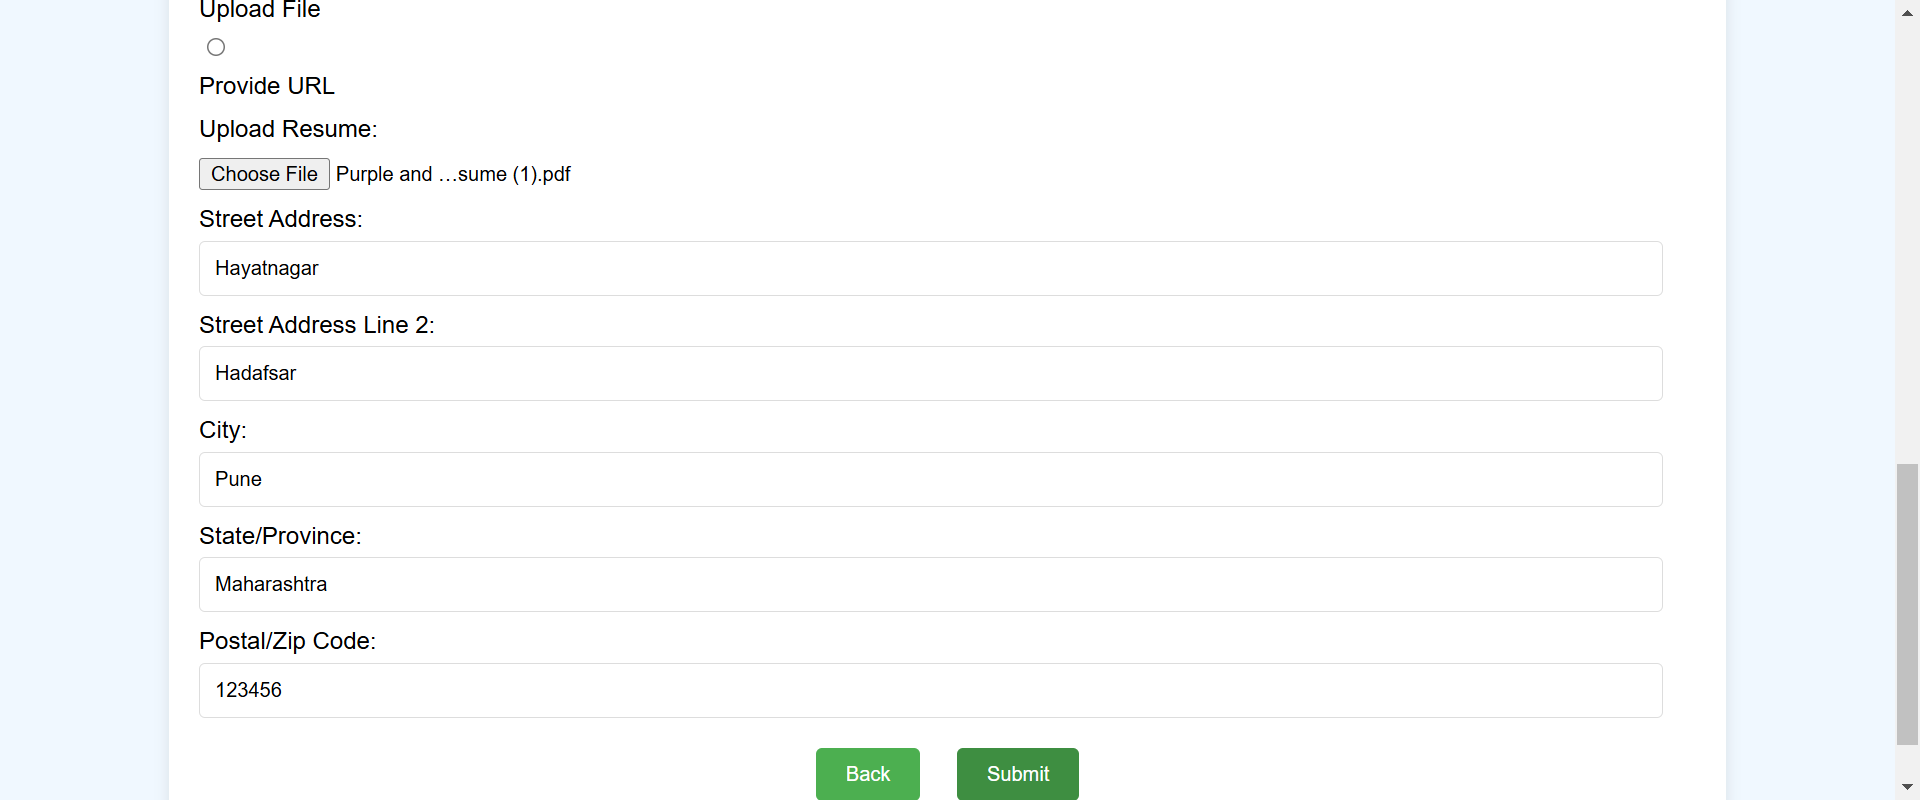 Upload File
Provide URL
Upload Resume:
Choose File Purple and …sume (1).pdf
Street Address:
Hayatnagar
Street Address Line 2:
Hadafsar
City:
Pune
State/Province:
Maharashtra
Postal/Zip Code:
123456
Back Submit